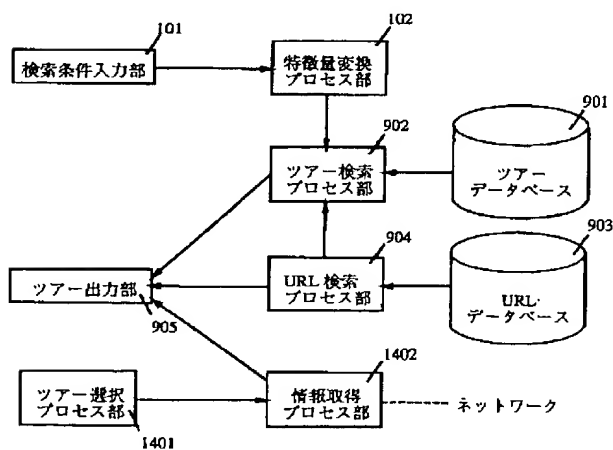 101
検索条件入力部
102
特徴量変換
プロセス部
901
ツアー
データベース
902
ツアー検索
プロセス部
903
URL·
データベース
904
URL 検索
プロセス部
ツアー出力部
905
1402
ツアー選択
プロセス部
1401
情報取得
プロセス部
ネットワーク